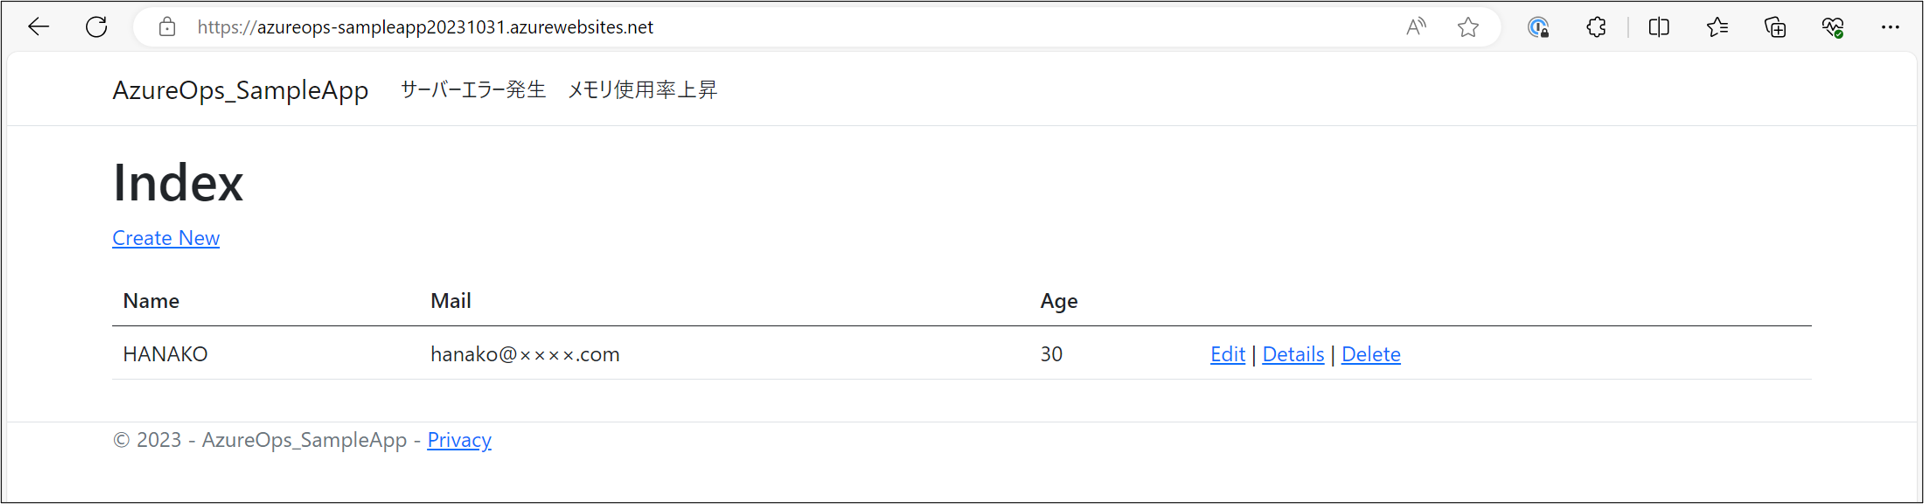 https://azureops-sampleapp20231031.azurewebsites.net
AzureOps_SampleApp サーバーエラー発生 メモリ使用率上昇
Index
Create New
Name Mail Age
HANAKO hanako@××××.com 30 Edit | Details | Delete
© 2023 - AzureOps_SampleApp - Privacy